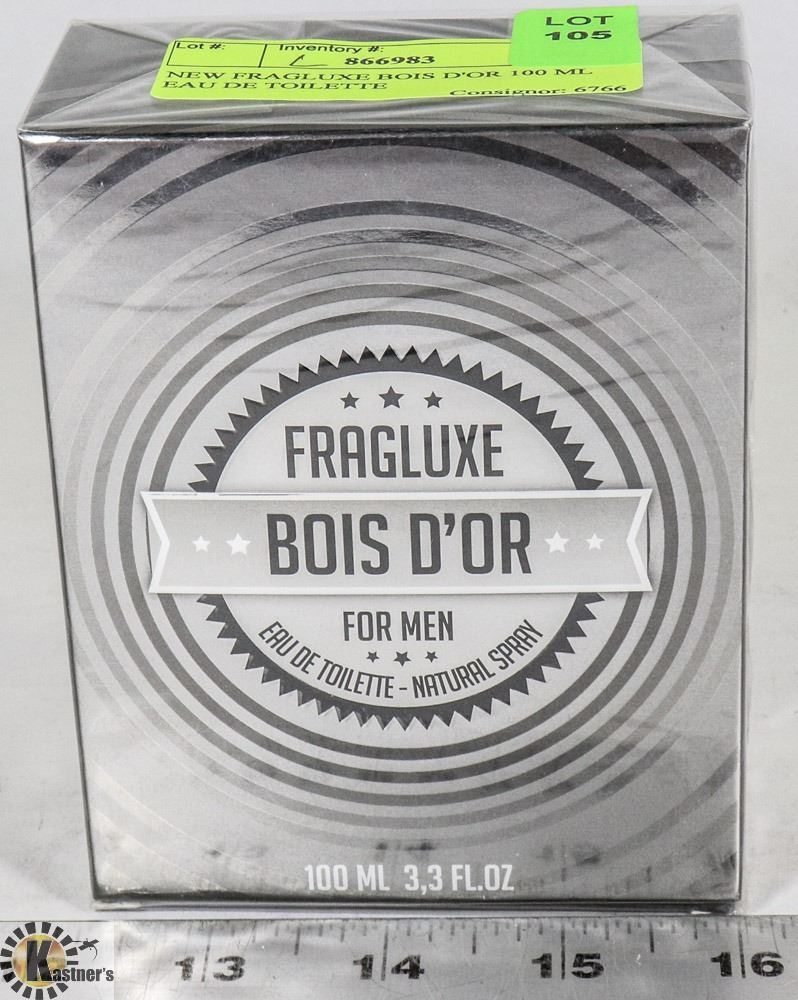 LOT
105
Lot #: Inventory #:
C 866983
NEW FRAGLUXE BOIS D'OR 100 ML
EAU DE TOILETTE
Consignor: 6766
FRAGLUXE
BOIS D'OR
FOR MEN
EAU DE TOILETTE - NATURAL SPRAY
100 ML 3,3 FL.OZ
13 14 15 16
Kastner's